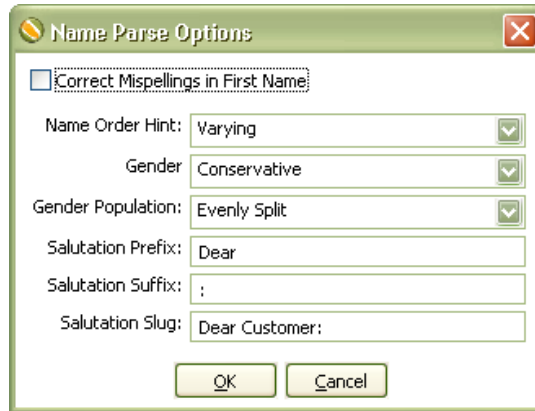 Name Parse Options
Correct Mispellings in First Name
Name Order Hint: Varying
Gender Conservative
Gender Population: Evenly Split
Salutation Prefix: Dear
Salutation Suffix: :
Salutation Slug: Dear Customer:
OK Cancel